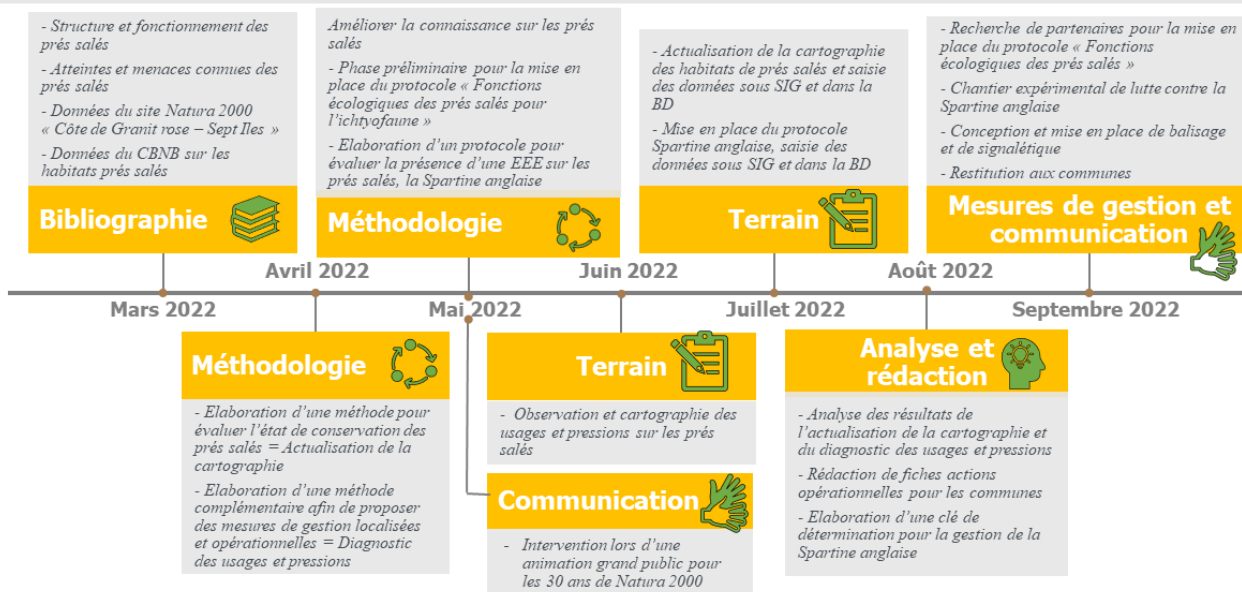 - Structure et fonctionnement des
prés salés
- Atteintes et menaces connues des
prés salés
- Données du site Natura 2000
« Côte de Granit rose – Sept Iles »
- Données du CBNB sur les
habitats prés salés
Bibliographie
Améliorer la connaissance sur les prés
salés
- Phase préliminaire pour la mise en
place du protocole « Fonctions
écologiques des prés salés pour
l’ichtyofaune »
- Elaboration d’un protocole pour
évaluer la présence d’une EEE sur les
prés salés, la Spartine anglaise
Méthodologie
- Actualisation de la cartographie
des habitats de prés salés et saisie
des données sous SIG et dans la
BD
- Mise en place du protocole
Spartine anglaise, saisie des
données sous SIG et dans la BD
Terrain
- Recherche de partenaires pour la mise en
place du protocole « Fonctions
écologiques des prés salés »
- Chantier expérimental de lutte contre la
Spartine anglaise
- Conception et mise en place de balisage
et de signalétique
- Restitution aux communes
Mesures de gestion et
communication
Avril 2022
Juin 2022
Août 2022
Mars 2022
Mai 2022
Juillet 2022
Septembre 2022
Méthodologie
- Elaboration d’une méthode pour
évaluer l’état de conservation des
prés salés = Actualisation de la
cartographie
- Elaboration d’une méthode
complémentaire afin de proposer
des mesures de gestion localisées
et opérationnelles = Diagnostic
des usages et pressions
Terrain
- Observation et cartographie des
usages et pressions sur les prés
salés
Communication
- Intervention lors d’une
animation grand public pour
les 30 ans de Natura 2000
Analyse et
rédaction
- Analyse des résultats de
l’actualisation de la cartographie et
du diagnostic des usages et pressions
- Rédaction de fiches actions
opérationnelles pour les communes
- Elaboration d’une clé de
détermination pour la gestion de la
Spartine anglaise